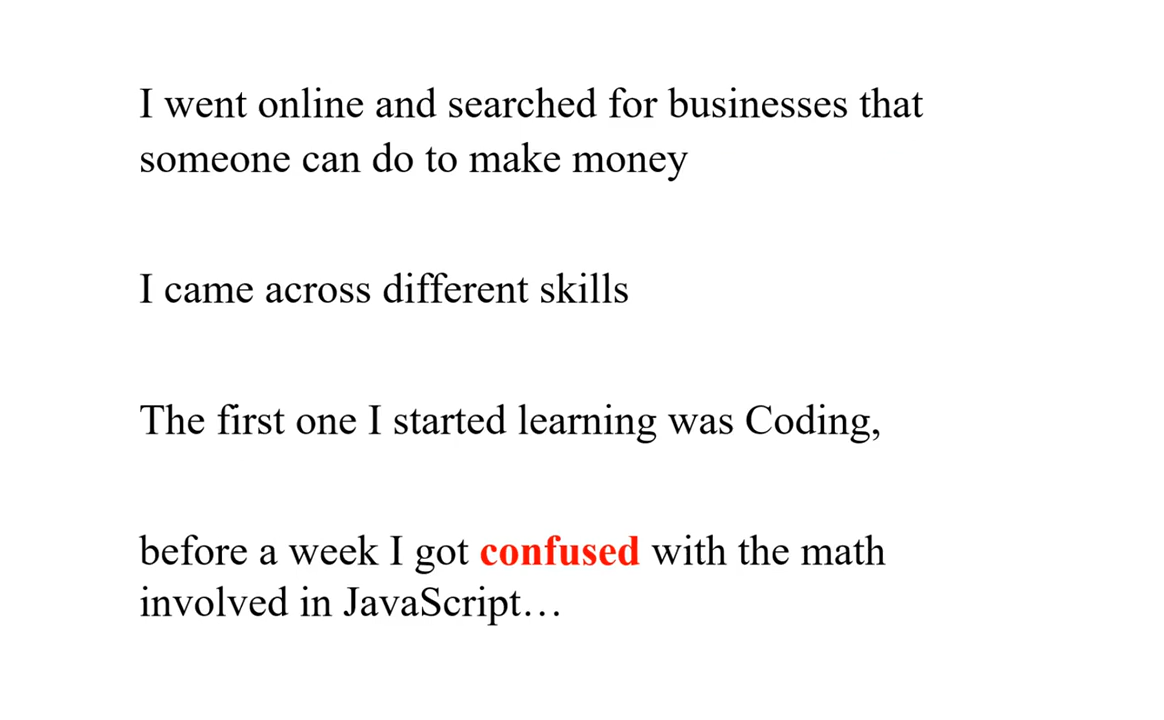 I went online and searched for businesses that
someone can do to make money
I came across different skills
The first one I started learning was Coding,
before a week I got confused with the math
involved in JavaScript…